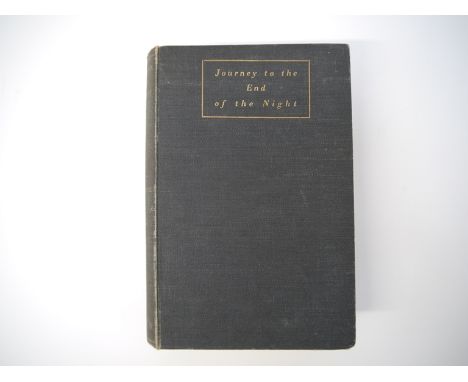 Journey to the
End
of the Night